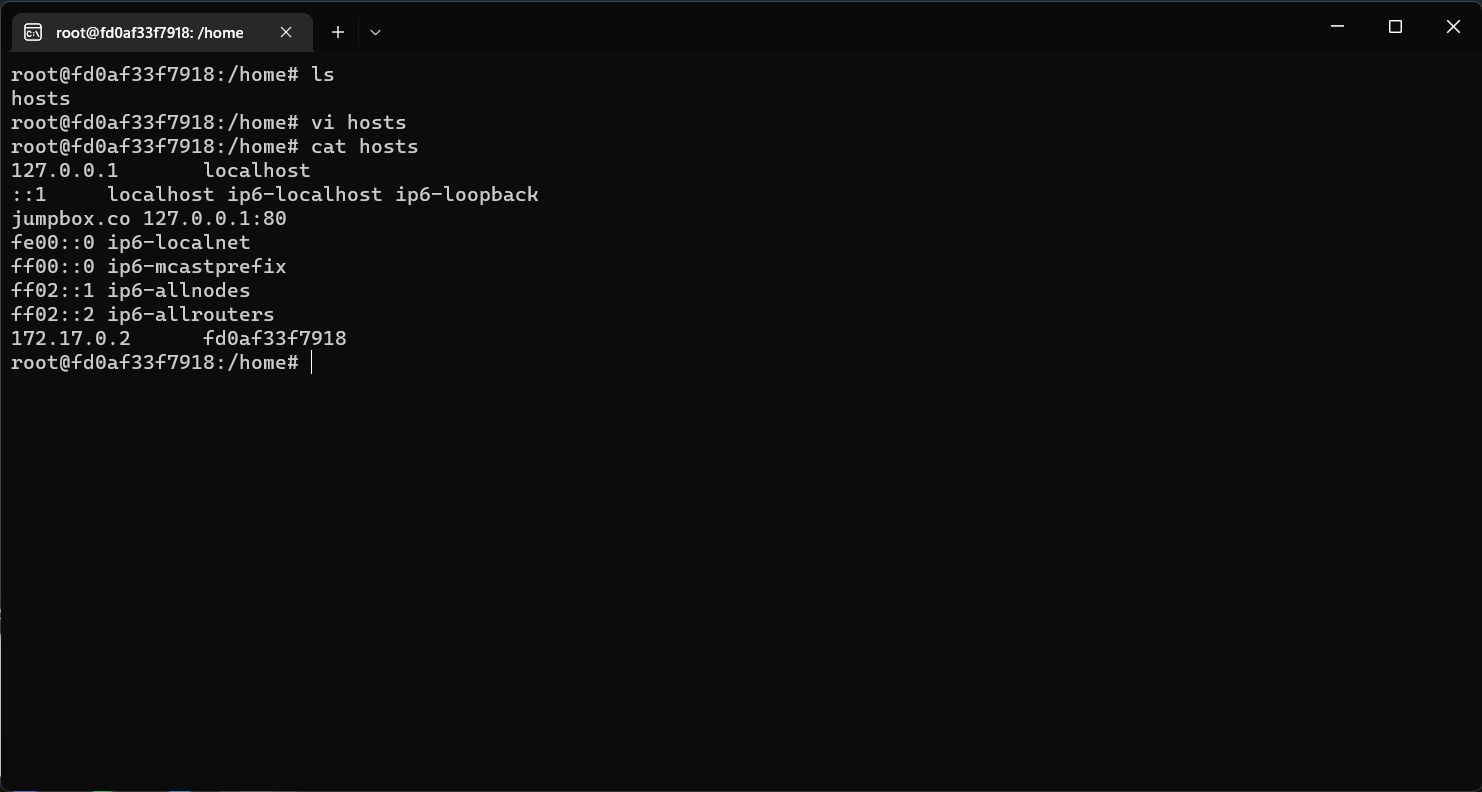 root@fd0af33f7918: /home
root@fd0af33f7918:/home# ls
hosts
root@fd0af33f7918:/home# vi hosts
root@fd0af33f7918:/home# cat hosts
127.0.0.1       localhost
::1     localhost ip6-localhost ip6-loopback
jumpbox.co 127.0.0.1:80
fe00::0 ip6-localnet
ff00::0 ip6-mcastprefix
ff02::1 ip6-allnodes
ff02::2 ip6-allrouters
172.17.0.2      fd0af33f7918
root@fd0af33f7918:/home#